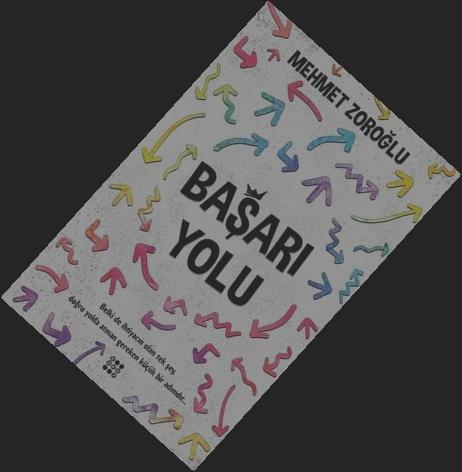 MEHMET ZOROĞLU
BAŞARI
YOLU
Belki de ihtiyacın olan tek şey,
doğru yolda atman gereken küçük bir adımdır...